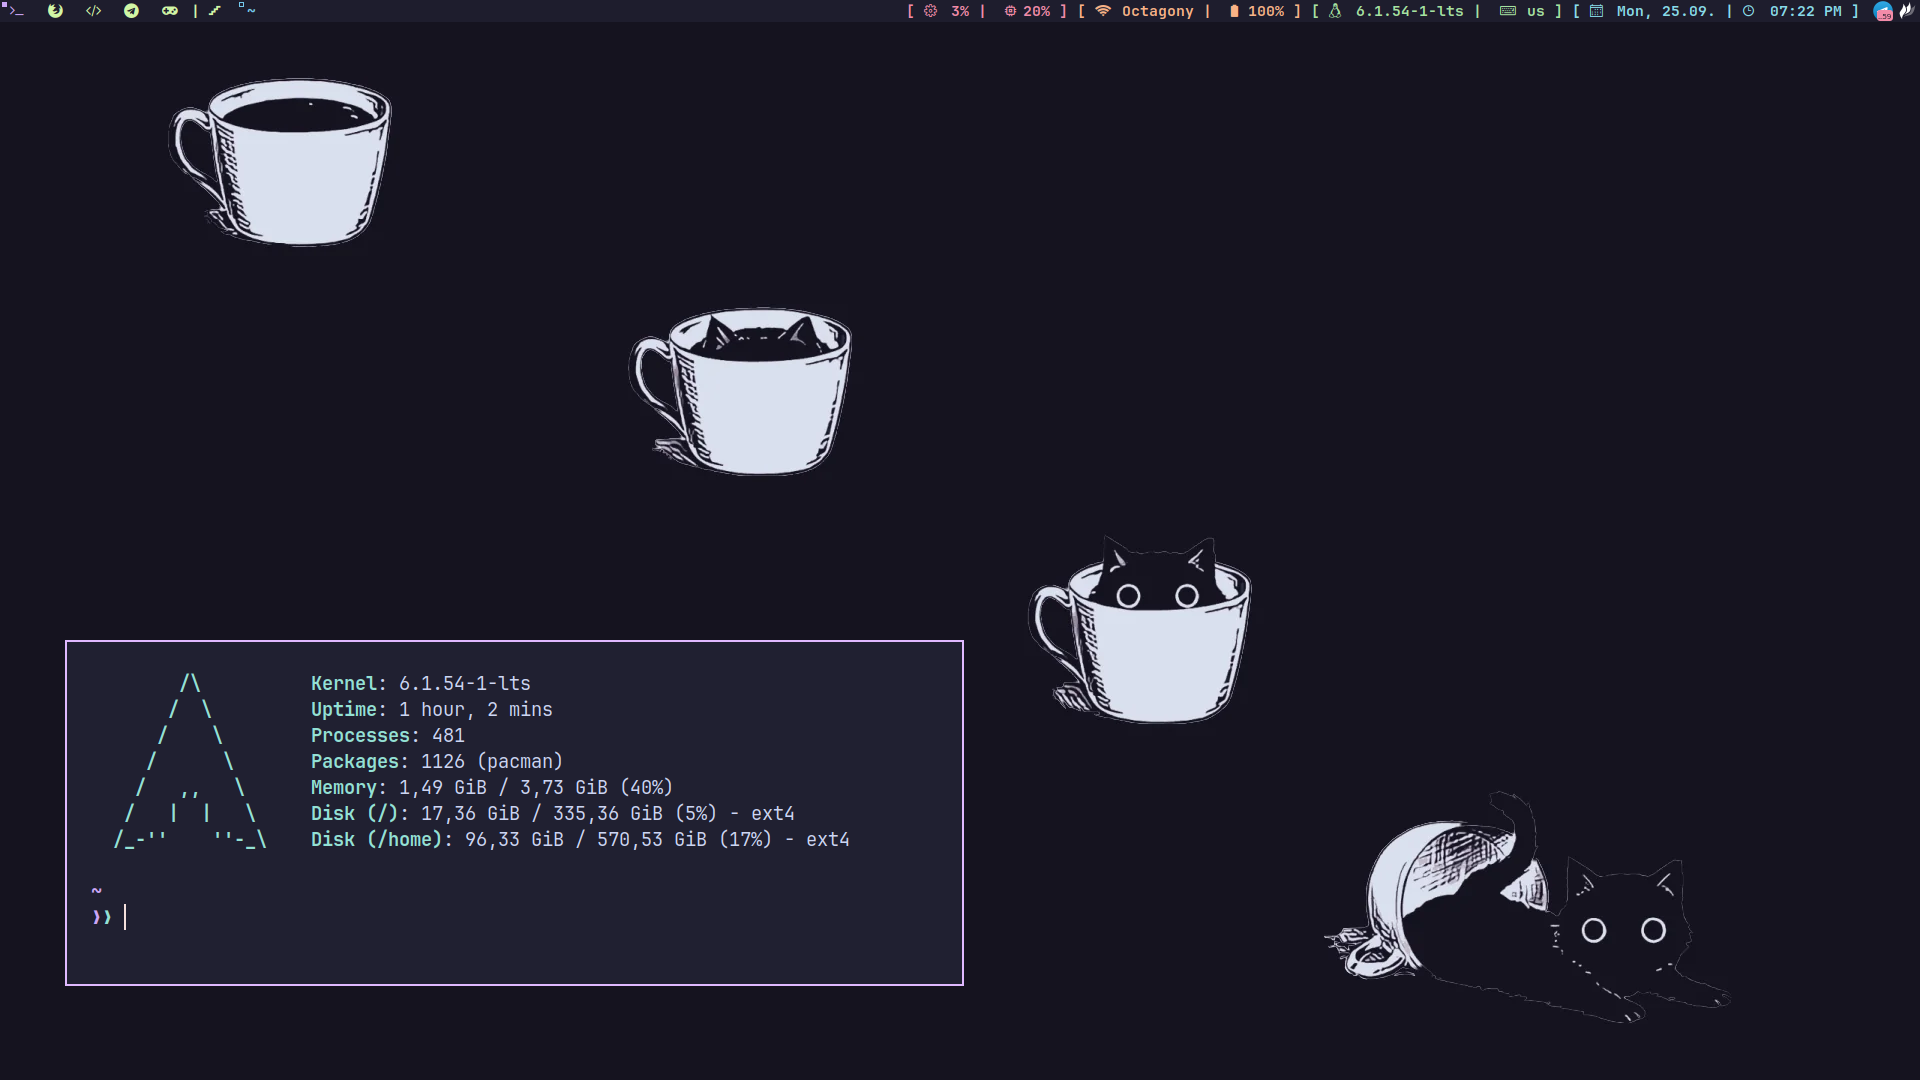 >_ </> | ~ [ 3% | 20% ] [ Octagony | 100% ] [ 6.1.54-1-lts | us ] [ Mon, 25.09. | 07:22 PM ] 59
Kernel: 6.1.54-1-lts
Uptime: 1 hour, 2 mins
Processes: 481
Packages: 1126 (pacman)
Memory: 1,49 GiB / 3,73 GiB (40%)
Disk (/): 17,36 GiB / 335,36 GiB (5%) - ext4
Disk (/home): 96,33 GiB / 570,53 GiB (17%) - ext4
~
❯❯